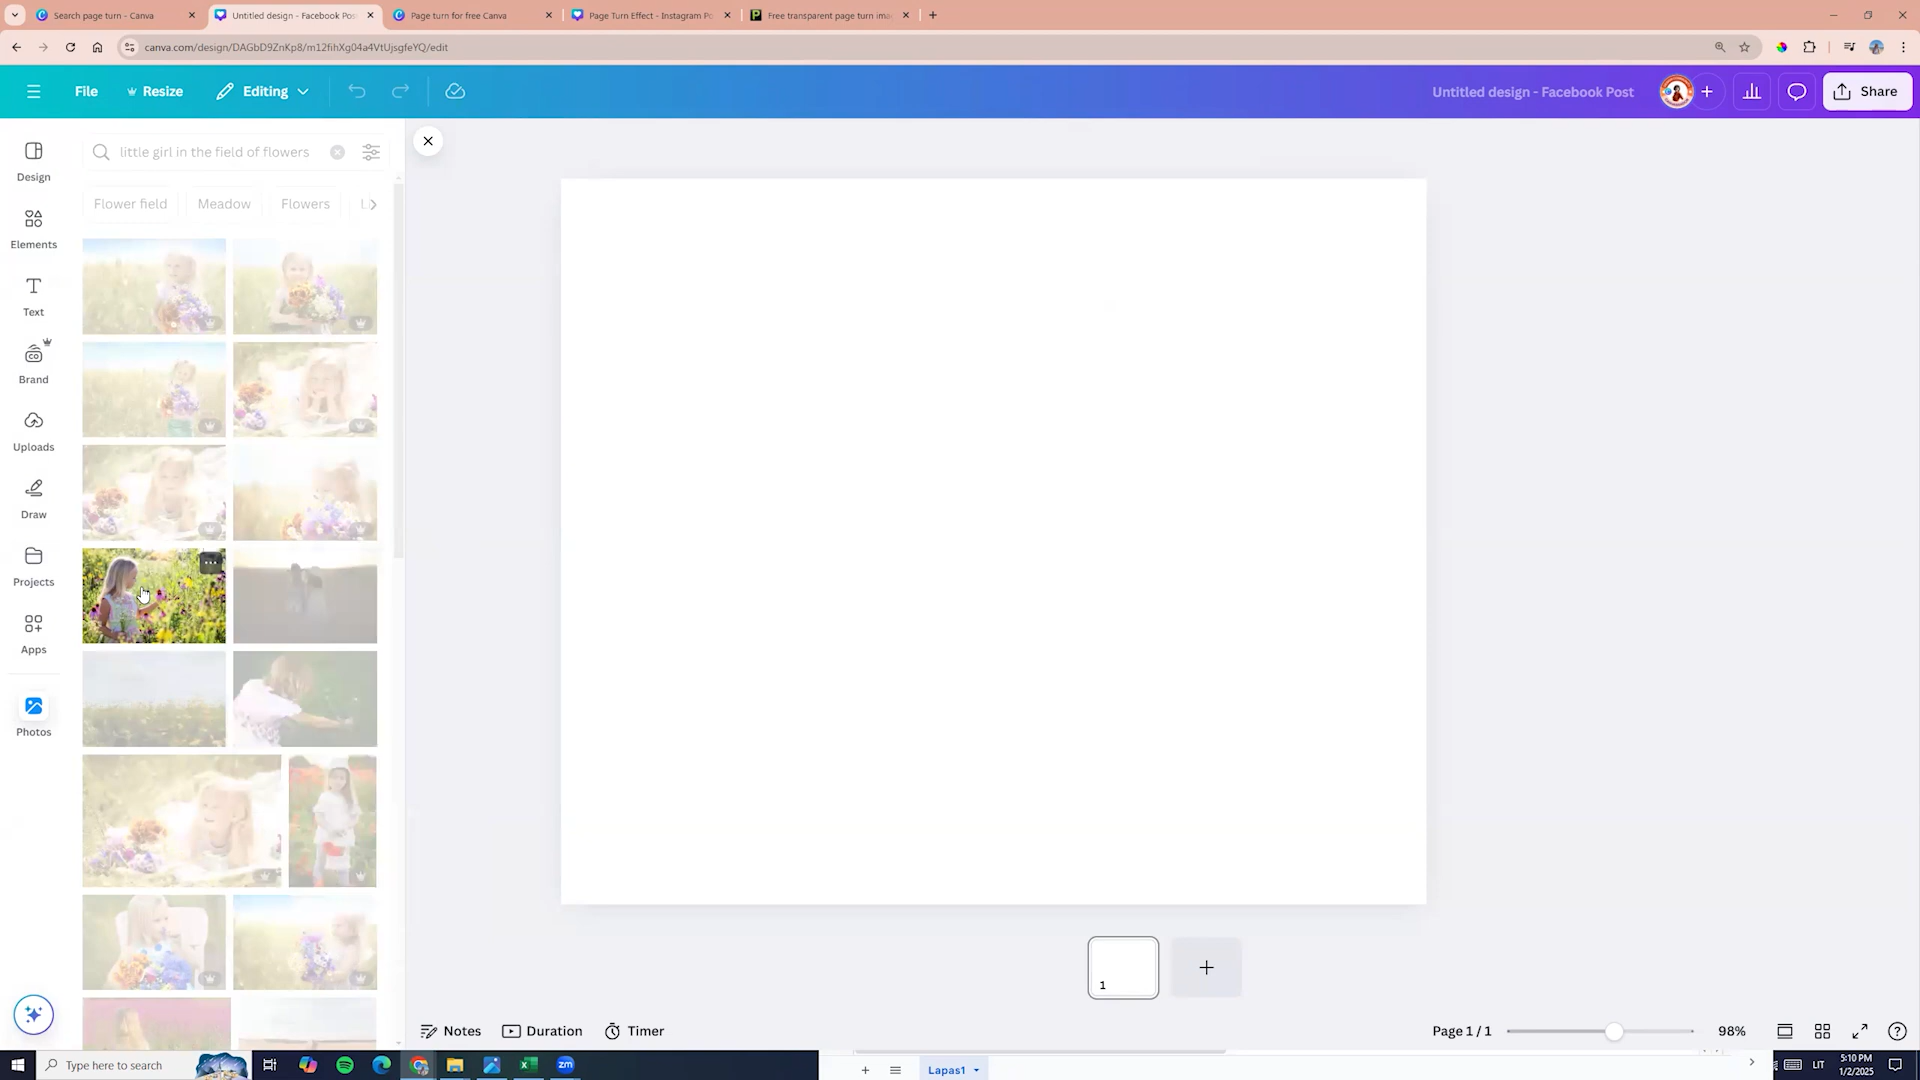 Search page turn - Canva
Untitled design - Facebook Pos
Page turn for free Canva
Page Turn Effect - Instagram Po
Free transparent page turn ima
canva.com/design/DAGbD9ZnKp8/m12fihXg04a4VtUjsgfeYQ/edit
File
Resize
Editing
Untitled design - Facebook Post
Share
little girl in the field of flowers
Flower field
Meadow
Flowers
Design
Elements
Text
Brand
Uploads
Draw
Projects
Apps
Photos
1
Notes
Duration
Timer
Page 1 / 1
98%
Type here to search
Lapas1
LIT
5:10 PM
1/2/2025